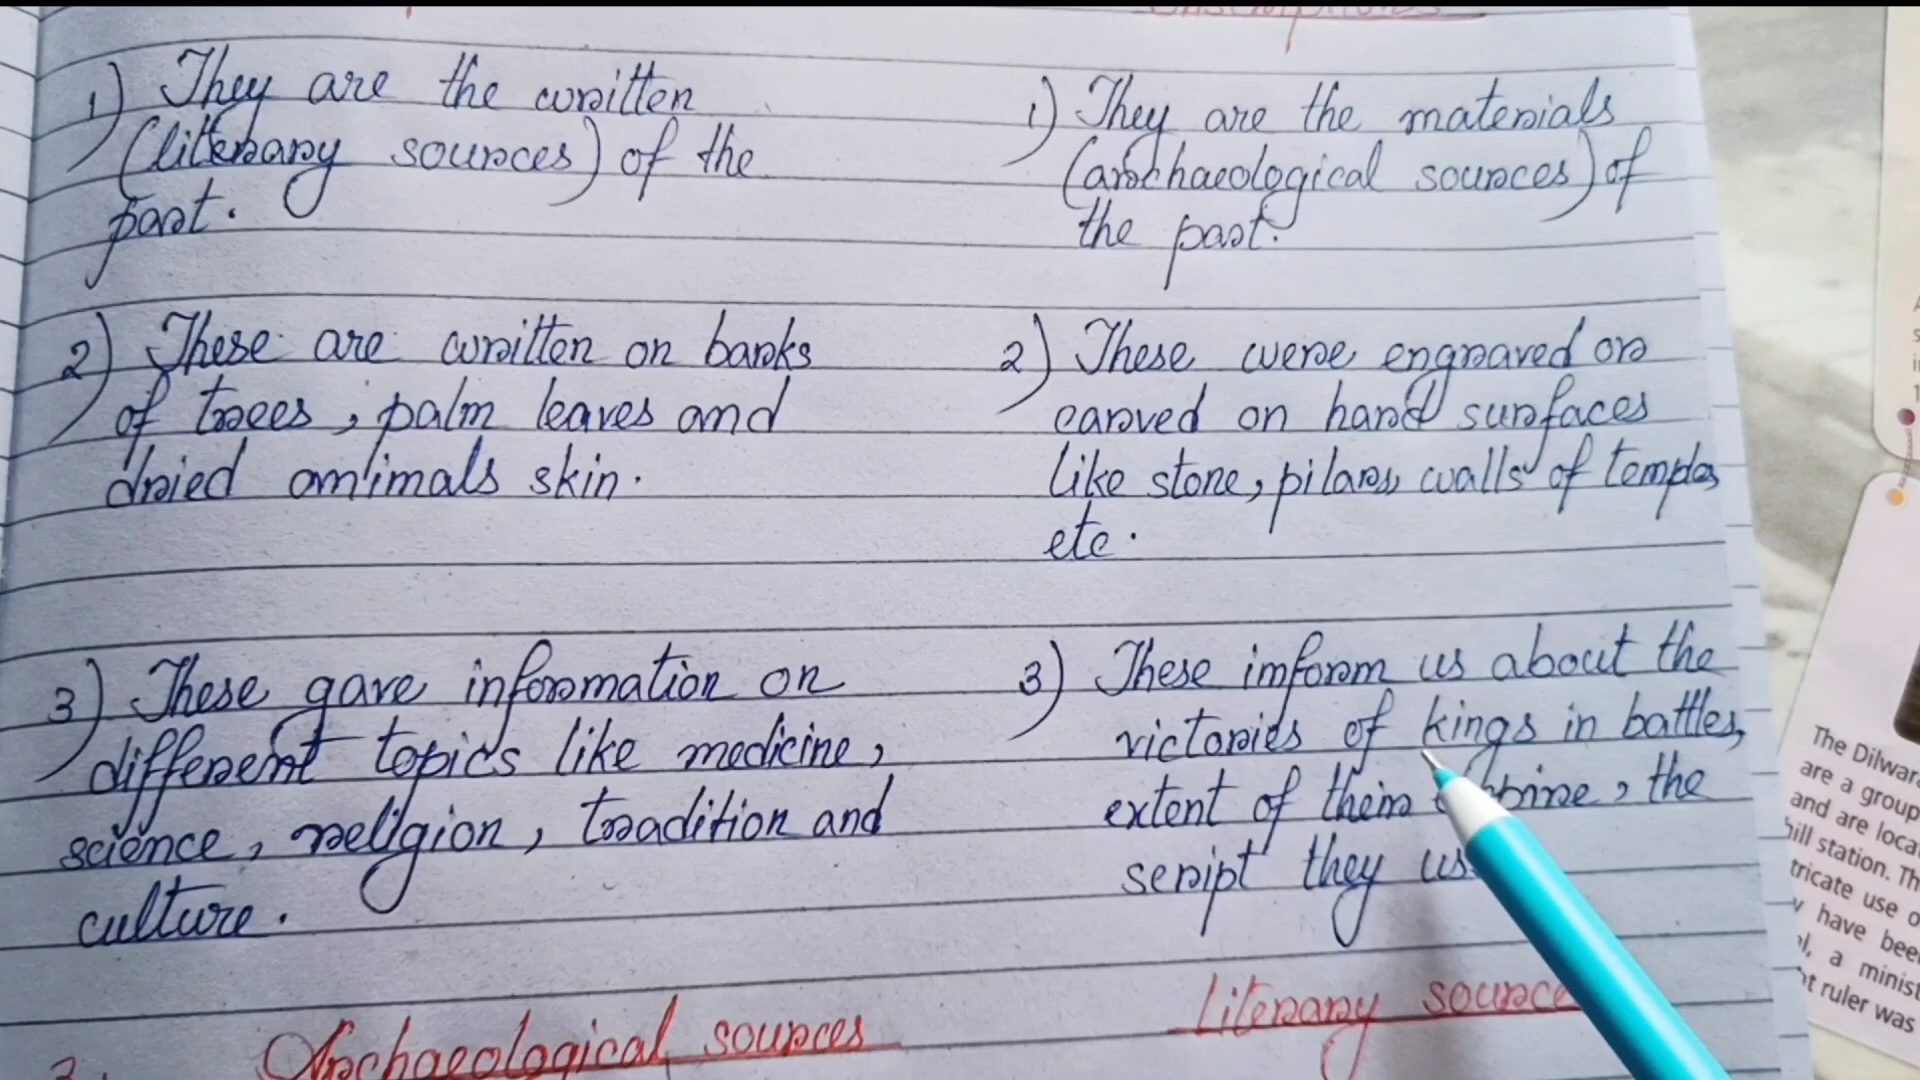 Inscriptions
1) They are the written
(literary sources) of the
past.
2) These are written on barks
of trees, palm leaves and
dried animals skin.
3) These gave information on
different topics like medicine,
science, religion, tradition and
culture.
1) They are the materials
(archaeological sources) of
the past.
2) These were engraved or
carved on hard surfaces
like stone, pilars, walls of temples
etc.
3) These imform us about the
victories of kings in battles,
extent of their the
script they
Archaeological sources
Literary source
The Dilwar
are a group
and are loca
hill station. Th
tricate use o
have bee
a minist
ruler was